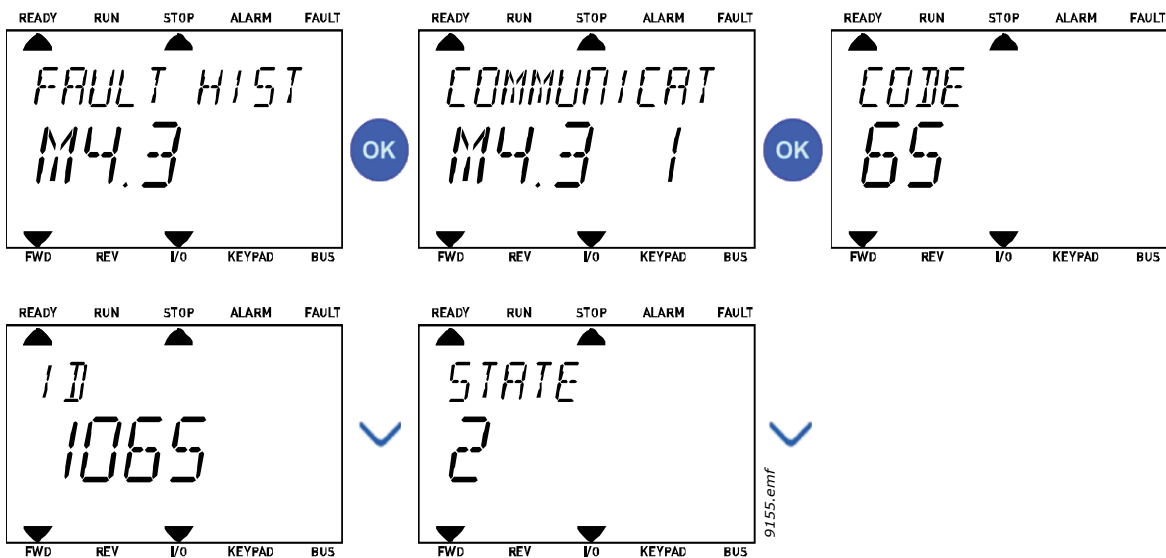 READY RUN STOP ALARM FAULT
FAULT HIST
M4.3
FWD REV I/O KEYPAD BUS
OK
READY RUN STOP ALARM FAULT
COMMUNICAT
M4.3 1
FWD REV I/O KEYPAD BUS
OK
READY RUN STOP ALARM FAULT
CODE
65
FWD REV I/O KEYPAD BUS
READY RUN STOP ALARM FAULT
ID
1065
FWD REV I/O KEYPAD BUS
READY RUN STOP ALARM FAULT
STATE
2
FWD REV I/O KEYPAD BUS
9155.emf